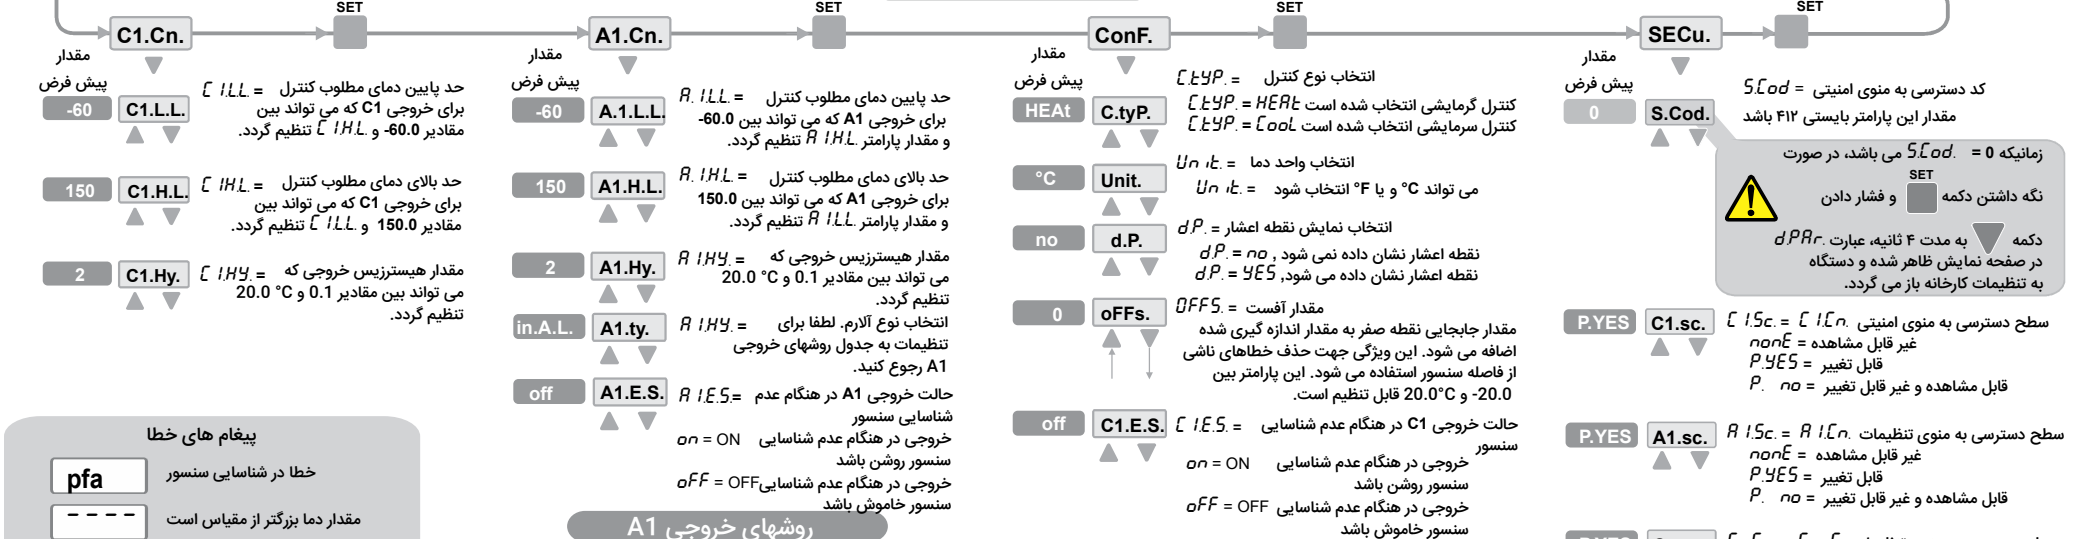 SET
SET
SET
SET
C1.Cn.
مقدار
پیش فرض
-60
C1.L.L.
حد پایین دمای مطلوب کنترل = C1.L.L.
برای خروجی C1 که می تواند بین
مقادیر 60.0- و C1.H.L. تنظیم گردد.
150
C1.H.L.
حد بالای دمای مطلوب کنترل = C1.H.L.
برای خروجی C1 که می تواند بین
مقادیر 150.0 و C1.L.L. تنظیم گردد.
2
C1.Hy.
مقدار هیسترزیس خروجی که = C1.HY.
می تواند بین مقادیر 0.1 و 20.0 °C
تنظیم گردد.
پیغام های خطا
pfa
خطا در شناسایی سنسور
----
مقدار دما بزرگتر از مقیاس است
A1.Cn.
مقدار
پیش فرض
-60
A.1.L.L.
حد پایین دمای مطلوب کنترل = A.1.L.L.
برای خروجی A1 که می تواند بین 60.0-
و مقدار پارامتر A1.H.L. تنظیم گردد.
150
A1.H.L.
حد بالای دمای مطلوب کنترل = A.1.H.L.
برای خروجی A1 که می تواند بین 150.0
و مقدار پارامتر A1.L.L. تنظیم گردد.
2
A1.Hy.
مقدار هیسترزیس خروجی که = A1.HY.
می تواند بین مقادیر 0.1 و 20.0 °C
تنظیم گردد.
in.A.L.
A1.ty.
انتخاب نوع آلارم. لطفا برای = A1.HY.
تنظیمات به جدول روشهای خروجی
A1 رجوع کنید.
off
A1.E.S.
حالت خروجی A1 در هنگام عدم = A1.E.S.
شناسایی سنسور
خروجی در هنگام عدم شناسایی on = ON
سنسور روشن باشد
خروجی در هنگام عدم شناسایی oFF = OFF
سنسور خاموش باشد
روشهای خروجی A1
ConF.
مقدار
پیش فرض
HEAt
C.tyP.
انتخاب نوع کنترل = C.tYP.
کنترل گرمایشی انتخاب شده است C.tYP. = HEAt
کنترل سرمایشی انتخاب شده است C.tYP. = CooL
°C
Unit.
انتخاب واحد دما = Unit.
می تواند C° و یا F° انتخاب شود = Unit.
no
d.P.
انتخاب نمایش نقطه اعشار = d.P.
نقطه اعشار نشان داده نمی شود , d.P. = no
نقطه اعشار نشان داده می شود, d.P. = YES
0
oFFs.
مقدار آفست = OFFS.
مقدار جابجایی نقطه صفر به مقدار اندازه گیری شده
اضافه می شود. این ویژگی جهت حذف خطاهای ناشی
از فاصله سنسور استفاده می شود. این پارامتر بین
20.0- و 20.0°C قابل تنظیم است.
off
C1.E.S.
حالت خروجی C1 در هنگام عدم شناسایی = C1.E.S.
سنسور
خروجی در هنگام عدم شناسایی on = ON
سنسور روشن باشد
خروجی در هنگام عدم شناسایی oFF = OFF
سنسور خاموش باشد
SECu.
مقدار
پیش فرض
0
S.Cod.
کد دسترسی به منوی امنیتی = S.Cod
مقدار این پارامتر بایستی ۴۱۲ باشد
زمانیکه 0 = S.Cod. می باشد، در صورت
SET
نگه داشتن دکمه و فشار دادن
دکمه به مدت ۴ ثانیه، عبارت d.PAr.
در صفحه نمایش ظاهر شده و دستگاه
به تنظیمات کارخانه باز می گردد.
P.YES
C1.sc.
سطح دسترسی به منوی امنیتی C1.Sc. = C1.Cn.
غیر قابل مشاهده = nonE
قابل تغییر = P.YES
قابل مشاهده و غیر قابل تغییر = P. no
P.YES
A1.sc.
سطح دسترسی به منوی تنظیمات A1.Sc. = A1.Cn.
غیر قابل مشاهده = nonE
قابل تغییر = P.YES
قابل مشاهده و غیر قابل تغییر = P. no